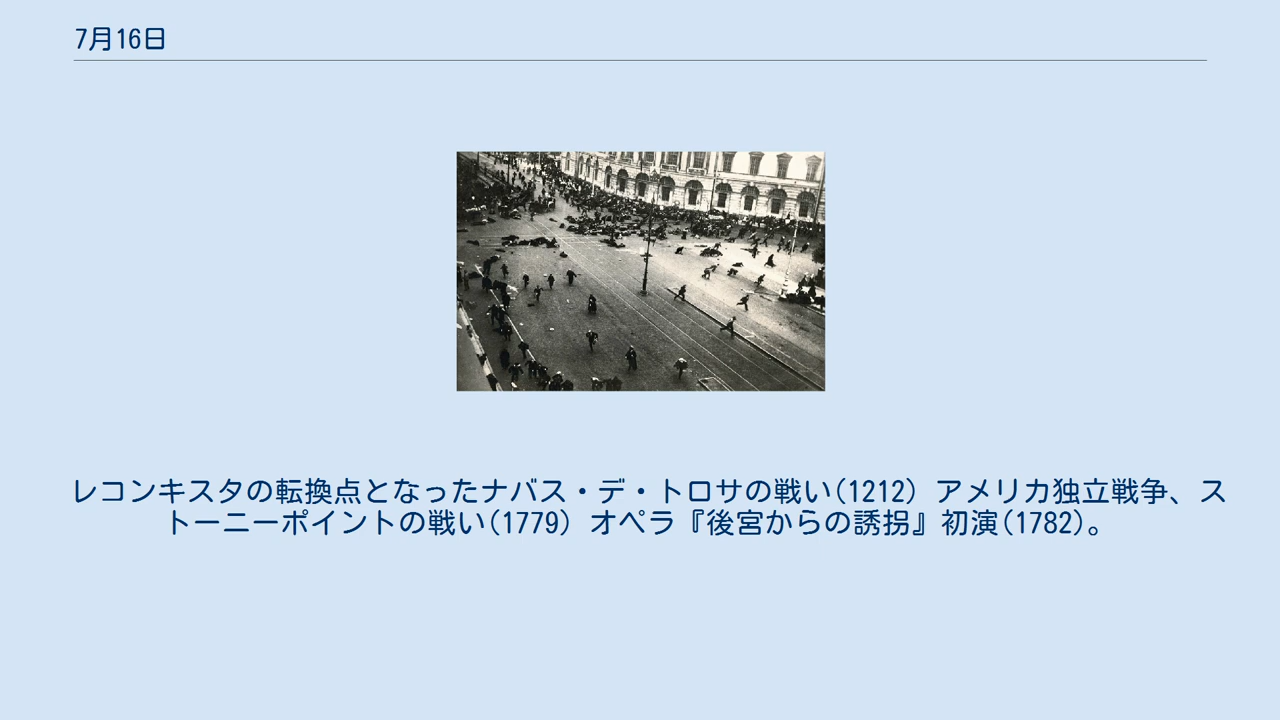 7月16日
レコンキスタの転換点となったナバス・デ・トロサの戦い(1212) アメリカ独立戦争、ス
トーニーポイントの戦い(1779) オペラ『後宮からの誘拐』初演(1782)。